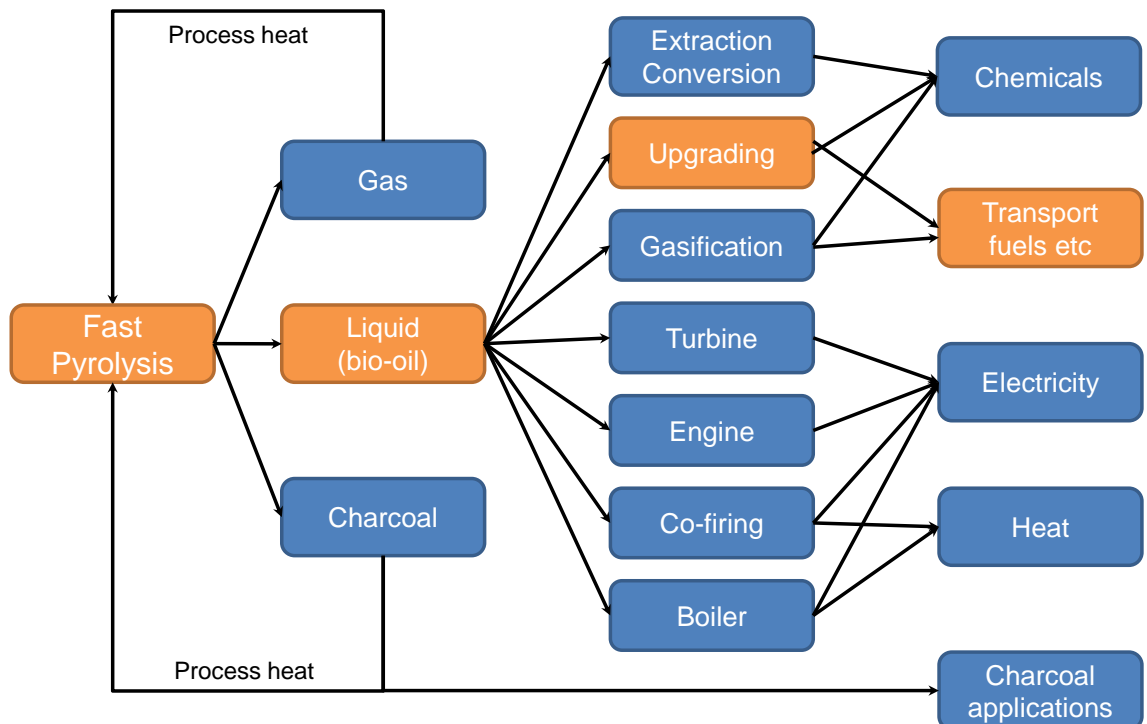 Process heat
Gas
Fast
Pyrolysis
Liquid
(bio-oil)
Charcoal
Process heat
Extraction
Conversion
Upgrading
Gasification
Turbine
Engine
Co-firing
Boiler
Chemicals
Transport
fuels etc
Electricity
Heat
Charcoal
applications